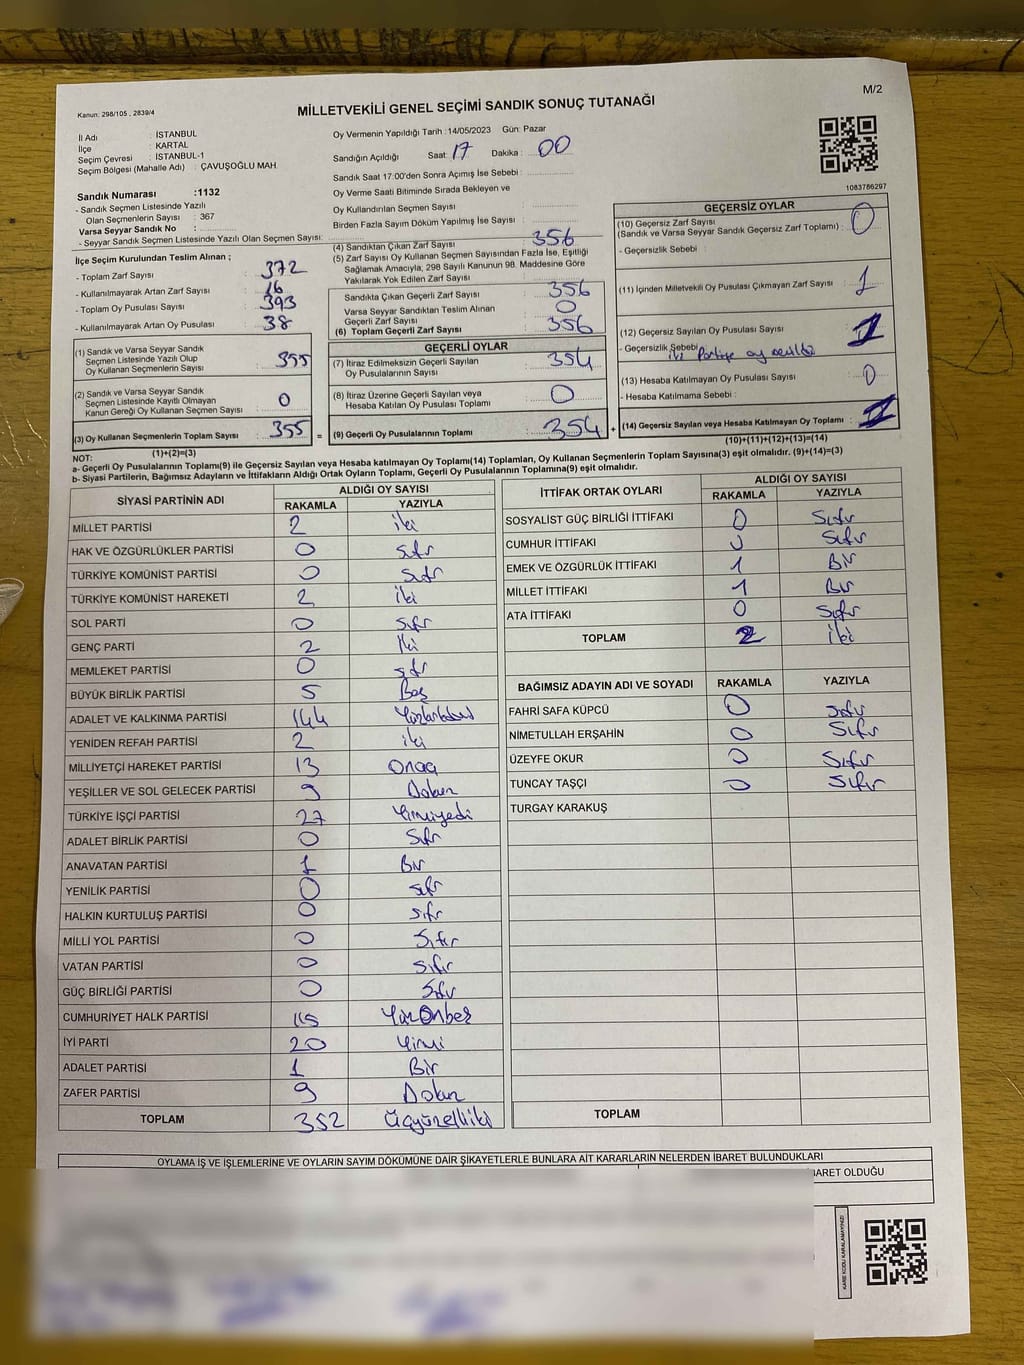 M/2
Kanun: 298/105 , 2839/4
MİLLETVEKİLİ GENEL SEÇİMİ SANDIK SONUÇ TUTANAĞI
İl Adı : İSTANBUL
İlçe : KARTAL
Seçim Çevresi : İSTANBUL-1
Seçim Bölgesi (Mahalle Adı) : ÇAVUŞOĞLU MAH.
Sandık Numarası :1132
- Sandık Seçmen Listesinde Yazılı
Olan Seçmenlerin Sayısı : 367
Varsa Seyyar Sandık No :
- Seyyar Sandık Seçmen Listesinde Yazılı Olan Seçmen Sayısı:
Oy Vermenin Yapıldığı Tarih : 14/05/2023 Gün: Pazar
Sandığın Açıldığı Saat: 17 Dakika : 00
Sandık Saat 17:00'den Sonra Açımış İse Sebebi :
Oy Verme Saati Bitiminde Sırada Bekleyen ve
Oy Kullandırılan Seçmen Sayısı :
Birden Fazla Sayım Döküm Yapılmış İse Sayısı :
1083786297
İlçe Seçim Kurulundan Teslim Alınan ;
- Toplam Zarf Sayısı : 372
- Kullanılmayarak Artan Zarf Sayısı : 16
- Toplam Oy Pusulası Sayısı : 393
- Kullanılmayarak Artan Oy Pusulası : 38
(4) Sandıktan Çıkan Zarf Sayısı : 356
(5) Zarf Sayısı Oy Kullanan Seçmen Sayısından Fazla İse, Eşitliği
Sağlamak Amacıyla, 298 Sayılı Kanunun 98. Maddesine Göre
Yakılarak Yok Edilen Zarf Sayısı :
Sandıkta Çıkan Geçerli Zarf Sayısı : 356
Varsa Seyyar Sandıktan Teslim Alınan
Geçerli Zarf Sayısı : 0
(6) Toplam Geçerli Zarf Sayısı : 356
GEÇERSİZ OYLAR
(10) Geçersiz Zarf Sayısı
(Sandık ve Varsa Seyyar Sandık Geçersiz Zarf Toplamı) : 0
- Geçersizlik Sebebi :
(11) İçinden Milletvekili Oy Pusulası Çıkmayan Zarf Sayısı : 1
(12) Geçersiz Sayılan Oy Pusulası Sayısı : 1
- Geçersizlik Sebebi : iki Partiye oy verildi
(13) Hesaba Katılmayan Oy Pusulası Sayısı : 0
- Hesaba Katılmama Sebebi :
(14) Geçersiz Sayılan veya Hesaba Katılmayan Oy Toplamı :
(10)+(11)+(12)+(13)=(14)
(1) Sandık ve Varsa Seyyar Sandık
Seçmen Listesinde Yazılı Olup
Oy Kullanan Seçmenlerin Sayısı : 355
(2) Sandık ve Varsa Seyyar Sandık
Seçmen Listesinde Kayıtlı Olmayan
Kanun Gereği Oy Kullanan Seçmen Sayısı : 0
(3) Oy Kullanan Seçmenlerin Toplam Sayısı : 355
(1)+(2)=(3)
=
GEÇERLİ OYLAR
(7) İtiraz Edilmeksizin Geçerli Sayılan
Oy Pusulalarının Sayısı : 354
(8) İtiraz Üzerine Geçerli Sayılan veya
Hesaba Katılan Oy Pusulası Toplamı : 0
(9) Geçerli Oy Pusulalarının Toplamı : 354
+
NOT:
a- Geçerli Oy Pusulalarının Toplamı(9) ile Geçersiz Sayılan veya Hesaba katılmayan Oy Toplamı(14) Toplamları, Oy Kullanan Seçmenlerin Toplam Sayısına(3) eşit olmalıdır. (9)+(14)=(3)
b- Siyasi Partilerin, Bağımsız Adayların ve İttifakların Aldığı Ortak Oyların Toplamı, Geçerli Oy Pusulalarının Toplamına(9) eşit olmalıdır.
SİYASİ PARTİNİN ADI
ALDIĞI OY SAYISI
RAKAMLA YAZIYLA
MİLLET PARTİSİ 2 iki
HAK VE ÖZGÜRLÜKLER PARTİSİ 0 sıfır
TÜRKİYE KOMÜNİST PARTİSİ 0 sıfır
TÜRKİYE KOMÜNİST HAREKETİ 2 iki
SOL PARTİ 0 sıfır
GENÇ PARTİ 2 iki
MEMLEKET PARTİSİ 0 sıfır
BÜYÜK BİRLİK PARTİSİ 5 Beş
ADALET VE KALKINMA PARTİSİ 144
YENİDEN REFAH PARTİSİ 2 iki
MİLLİYETÇİ HAREKET PARTİSİ 13 Onüç
YEŞİLLER VE SOL GELECEK PARTİSİ 9 Dokuz
TÜRKİYE İŞÇİ PARTİSİ 27 Yirmiyedi
ADALET BİRLİK PARTİSİ 0 Sıfır
ANAVATAN PARTİSİ 1 Bir
YENİLİK PARTİSİ 0 sıfır
HALKIN KURTULUŞ PARTİSİ 0 sıfır
MİLLİ YOL PARTİSİ 0 Sıfır
VATAN PARTİSİ 0 Sıfır
GÜÇ BİRLİĞİ PARTİSİ 0 Sıfır
CUMHURİYET HALK PARTİSİ 115 YüzOnbeş
İYİ PARTİ 20 Yirmi
ADALET PARTİSİ 1 Bir
ZAFER PARTİSİ 9 Dokuz
TOPLAM 352 Üçyüzelliiki
İTTİFAK ORTAK OYLARI
ALDIĞI OY SAYISI
RAKAMLA YAZIYLA
SOSYALİST GÜÇ BİRLİĞİ İTTİFAKI 0 Sıfır
CUMHUR İTTİFAKI 0 Sıfır
EMEK VE ÖZGÜRLÜK İTTİFAKI 1 Bir
MİLLET İTTİFAKI 1 Bir
ATA İTTİFAKI 0 Sıfır
TOPLAM 2 iki
BAĞIMSIZ ADAYIN ADI VE SOYADI RAKAMLA YAZIYLA
FAHRİ SAFA KÜPCÜ 0 Sıfır
NİMETULLAH ERŞAHİN 0 Sıfır
ÜZEYFE OKUR 0 Sıfır
TUNCAY TAŞÇI 0 Sıfır
TURGAY KARAKUŞ
TOPLAM
OYLAMA İŞ VE İŞLEMLERİNE VE OYLARIN SAYIM DÖKÜMÜNE DAİR ŞİKAYETLERLE BUNLARA AİT KARARLARIN NELERDEN İBARET BULUNDUKLARI
İBARET OLDUĞU
KARE KODU KARALAMAYINIZ!